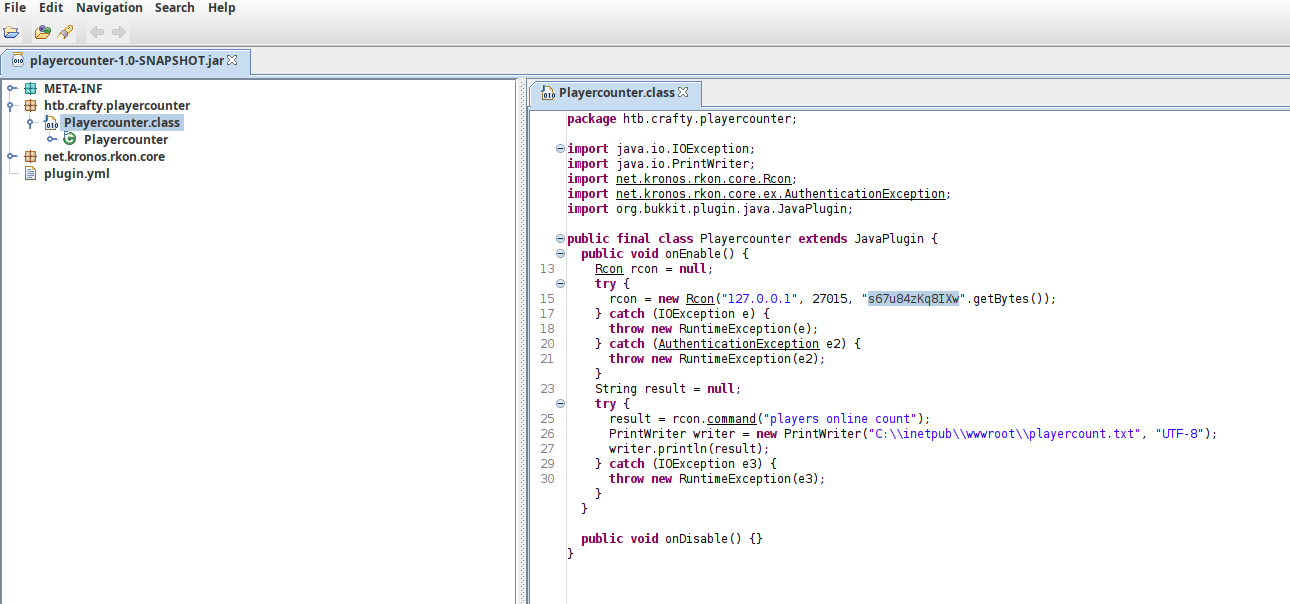 File Edit Navigation Search Help
playercounter-1.0-SNAPSHOT.jar
META-INF
htb.crafty.playercounter
Playercounter.class
Playercounter
net.kronos.rkon.core
plugin.yml
Playercounter.class
package htb.crafty.playercounter;
import java.io.IOException;
import java.io.PrintWriter;
import net.kronos.rkon.core.Rcon;
import net.kronos.rkon.core.ex.AuthenticationException;
import org.bukkit.plugin.java.JavaPlugin;
public final class Playercounter extends JavaPlugin {
public void onEnable() {
13 Rcon rcon = null;
try {
15 rcon = new Rcon("127.0.0.1", 27015, "s67u84zKq8IXw".getBytes());
17 } catch (IOException e) {
18 throw new RuntimeException(e);
20 } catch (AuthenticationException e2) {
21 throw new RuntimeException(e2);
}
23 String result = null;
try {
25 result = rcon.command("players online count");
26 PrintWriter writer = new PrintWriter("C:\\inetpub\\wwwroot\\playercount.txt", "UTF-8");
27 writer.println(result);
29 } catch (IOException e3) {
30 throw new RuntimeException(e3);
}
}
public void onDisable() {}
}